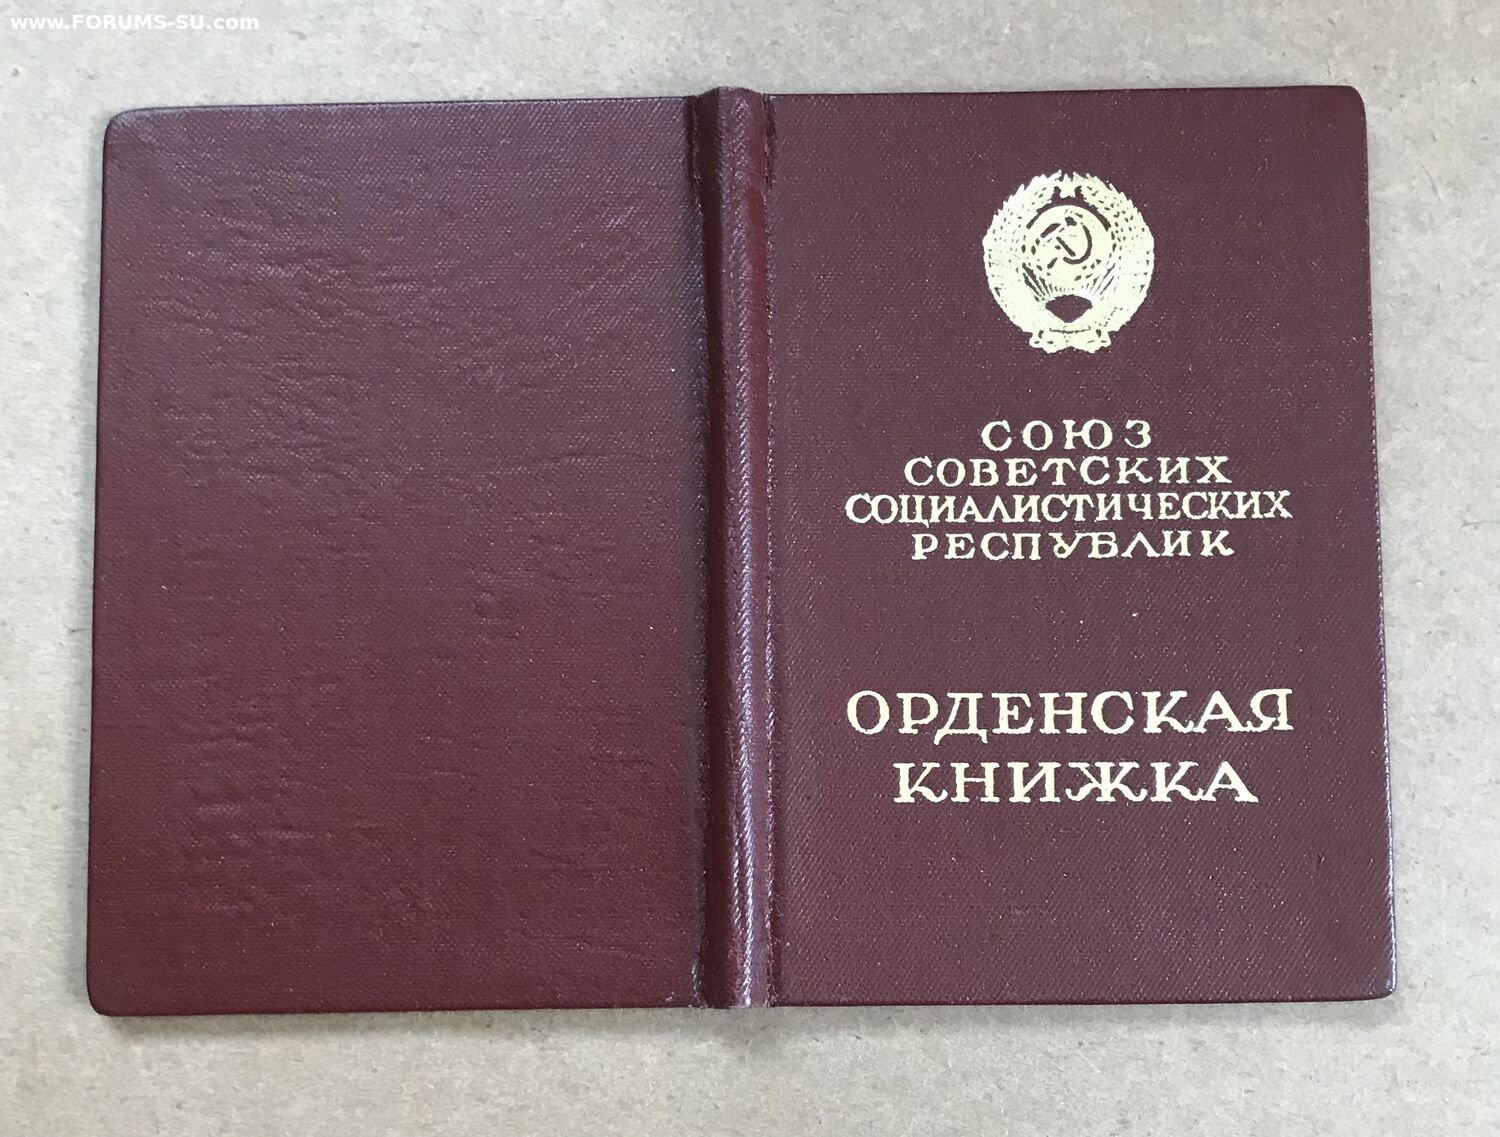 www.FORUMS-SU.com
СОЮЗ
СОВЕТСКИХ
СОЦИАЛИСТИЧЕСКИХ
РЕСПУБЛИК
ОРДЕНСКАЯ
КНИЖКА